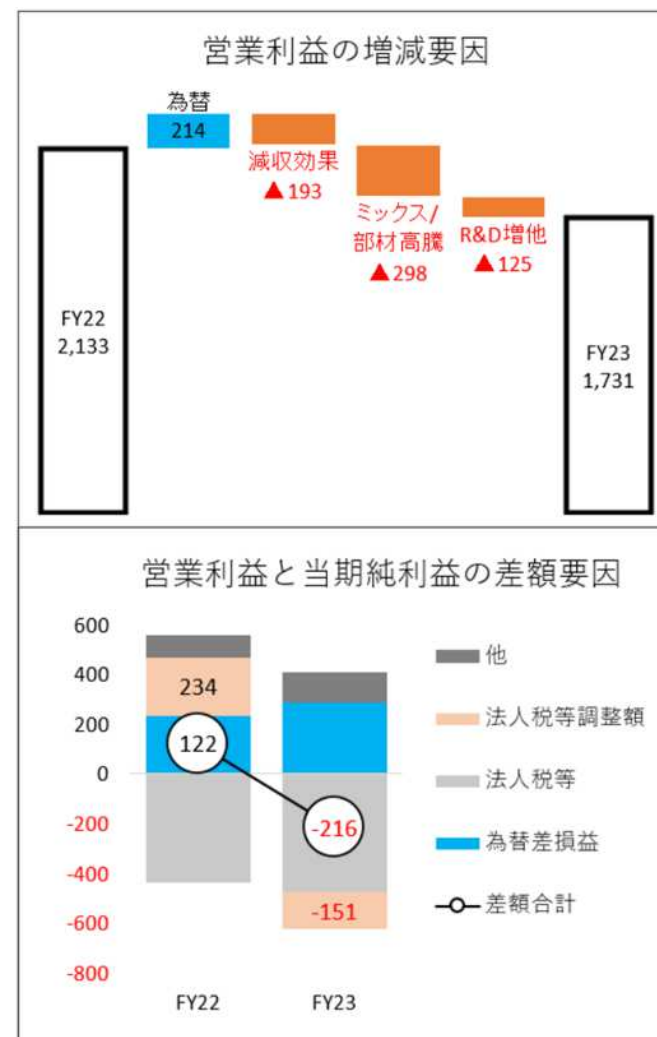 営業利益の増減要因
為替
214
減収効果
▲193
ミックス/
部材高騰
▲298
R&D増他
▲125
FY22
2,133
FY23
1,731
営業利益と当期純利益の差額要因
600
400
200
0
-200
-400
-600
-800
234
122
-216
-151
FY22
FY23
他
法人税等調整額
法人税等
為替差損益
差額合計